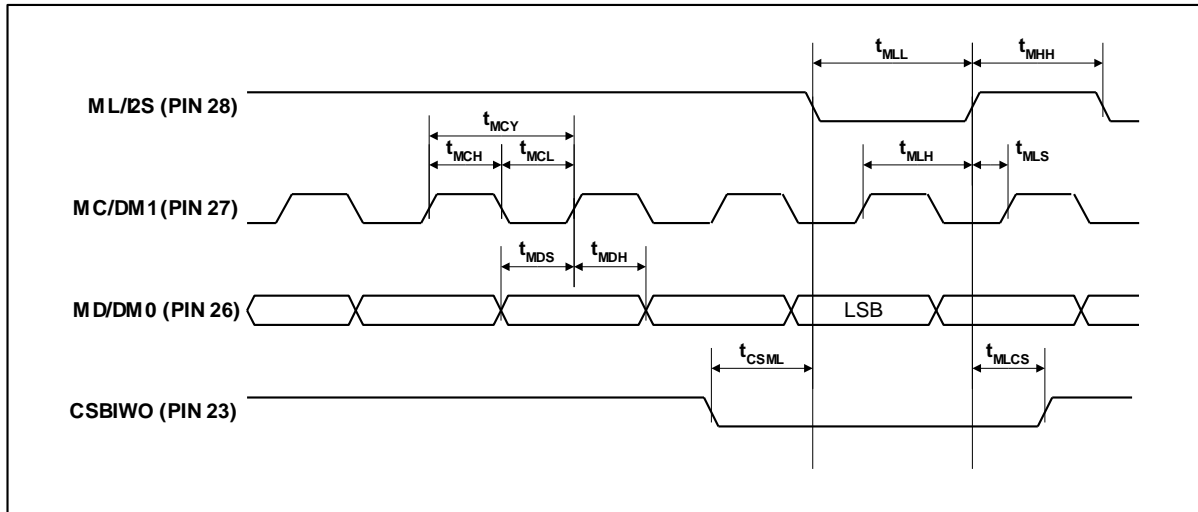 tMLL tMHH
ML/I2S (PIN 28)
tMCY
tMCH tMCL tMLH tMLS
MC/DM1 (PIN 27)
tMDS tMDH
MD/DM0 (PIN 26) LSB
tCSML tMLCS
CSBIWO (PIN 23)